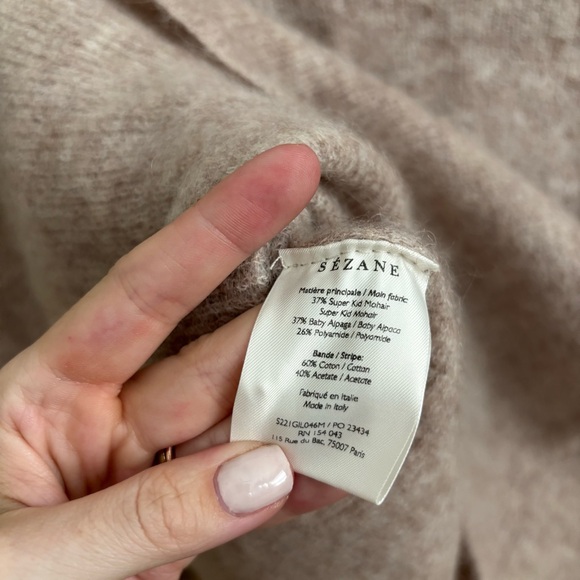 SÉZANE
Matière principale / Main fabric:
37% Super Kid Mohair
Super Kid Mohair
37% Baby Alpaga / Baby Alpaca
26% Polyamide / Polyamide
Bande / Stripe:
60% Coton / Cotton
40% Acetate / Acetate
Fabriqué en Italie
Made in Italy
S221GIL046M / PO 23434
RN 154 043
115 Rue du Bac, 75007 Paris